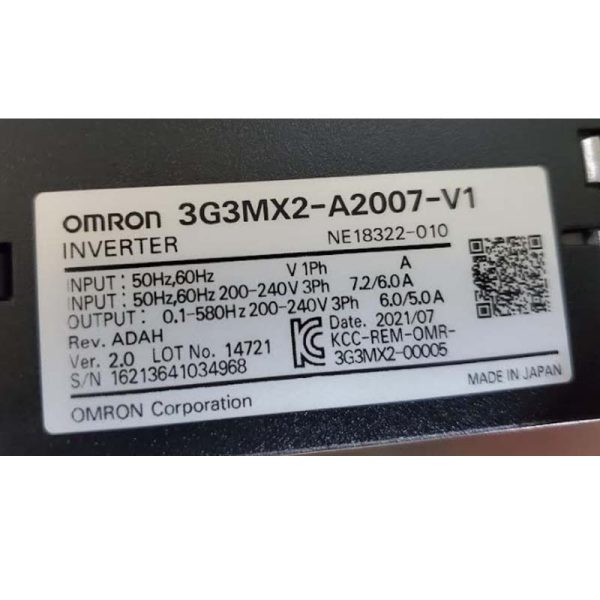 OMRON 3G3MX2-A2007-V1
INVERTER NE18322-010
INPUT : 50Hz,60Hz V 1Ph A
INPUT : 50Hz,60Hz 200-240V 3Ph 7.2/6.0A
OUTPUT : 0.1-580Hz 200-240V 3Ph 6.0/5.0A
Rev. ADAH Date. 2021/07
Ver. 2.0 LOT No. 14721 KCC-REM-OMR-
S/N 16213641034968 3G3MX2-00005
OMRON Corporation MADE IN JAPAN